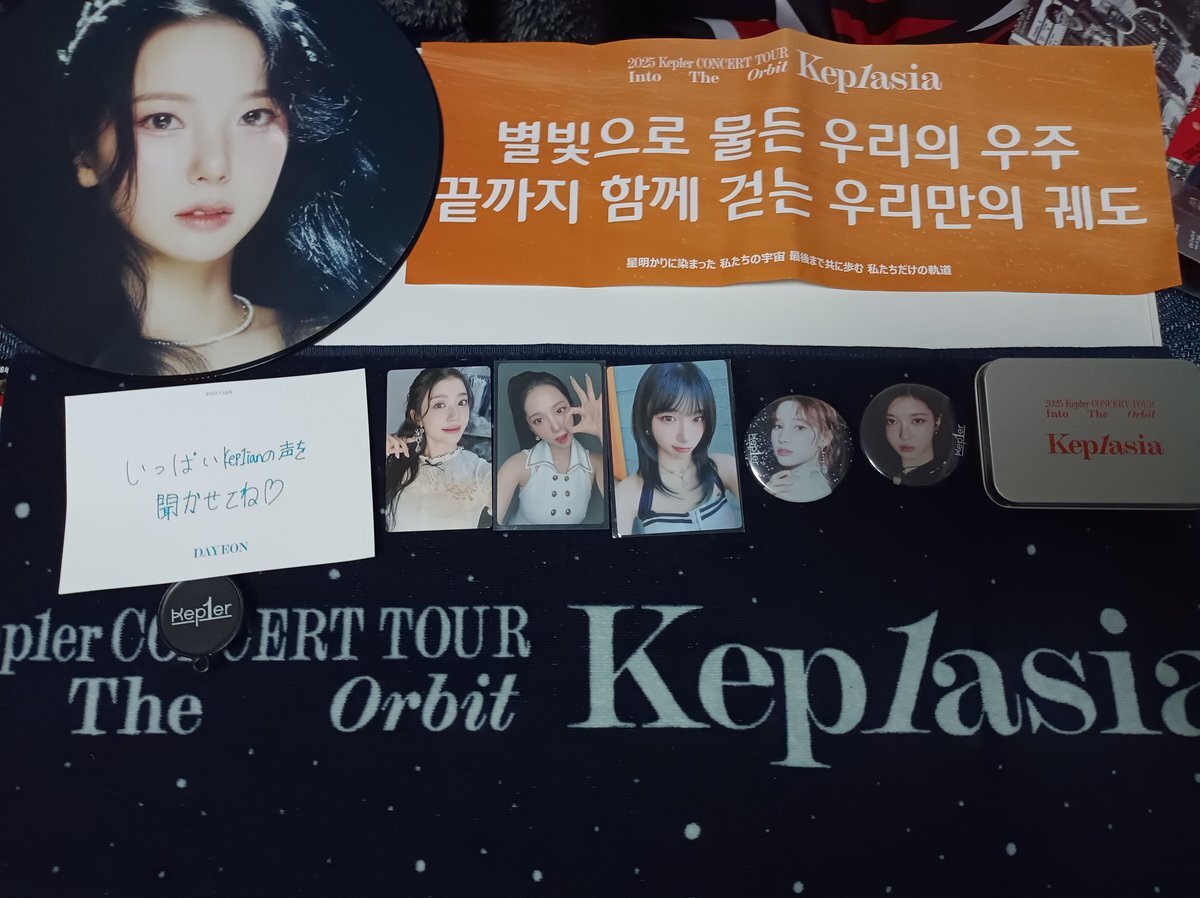 2025 Kep1er CONCERT TOUR
Into The Orbit
Kep1asia
별빛으로 물든 우리의 우주
끝까지 함께 걷는 우리만의 궤도
星明かりに染まった 私たちの宇宙 最後まで共に歩む 私たちだけの軌道
POST CARD
いっぱいKep1ianの声を
聞かせてね♡
DAYEON
Kep1er
Kep1er
2025 Kep1er CONCERT TOUR
Into The Orbit
Kep1asia
Kep1er
p1er CONCERT TOUR
The Orbit
Kep1asia